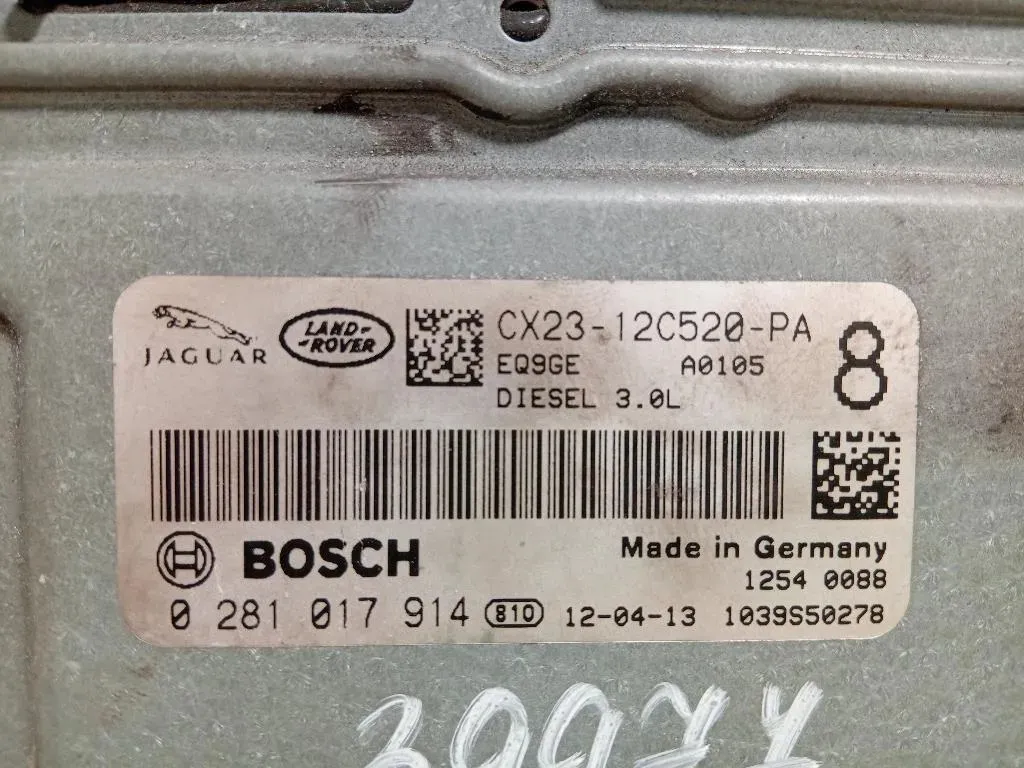 JAGUAR
LAND-
-ROVER
CX23-12C520-PA
8
EQ9GE A0105
DIESEL 3.0L
BOSCH
Made in Germany
1254 0088
0 281 017 914 810 12-04-13 1039S50278